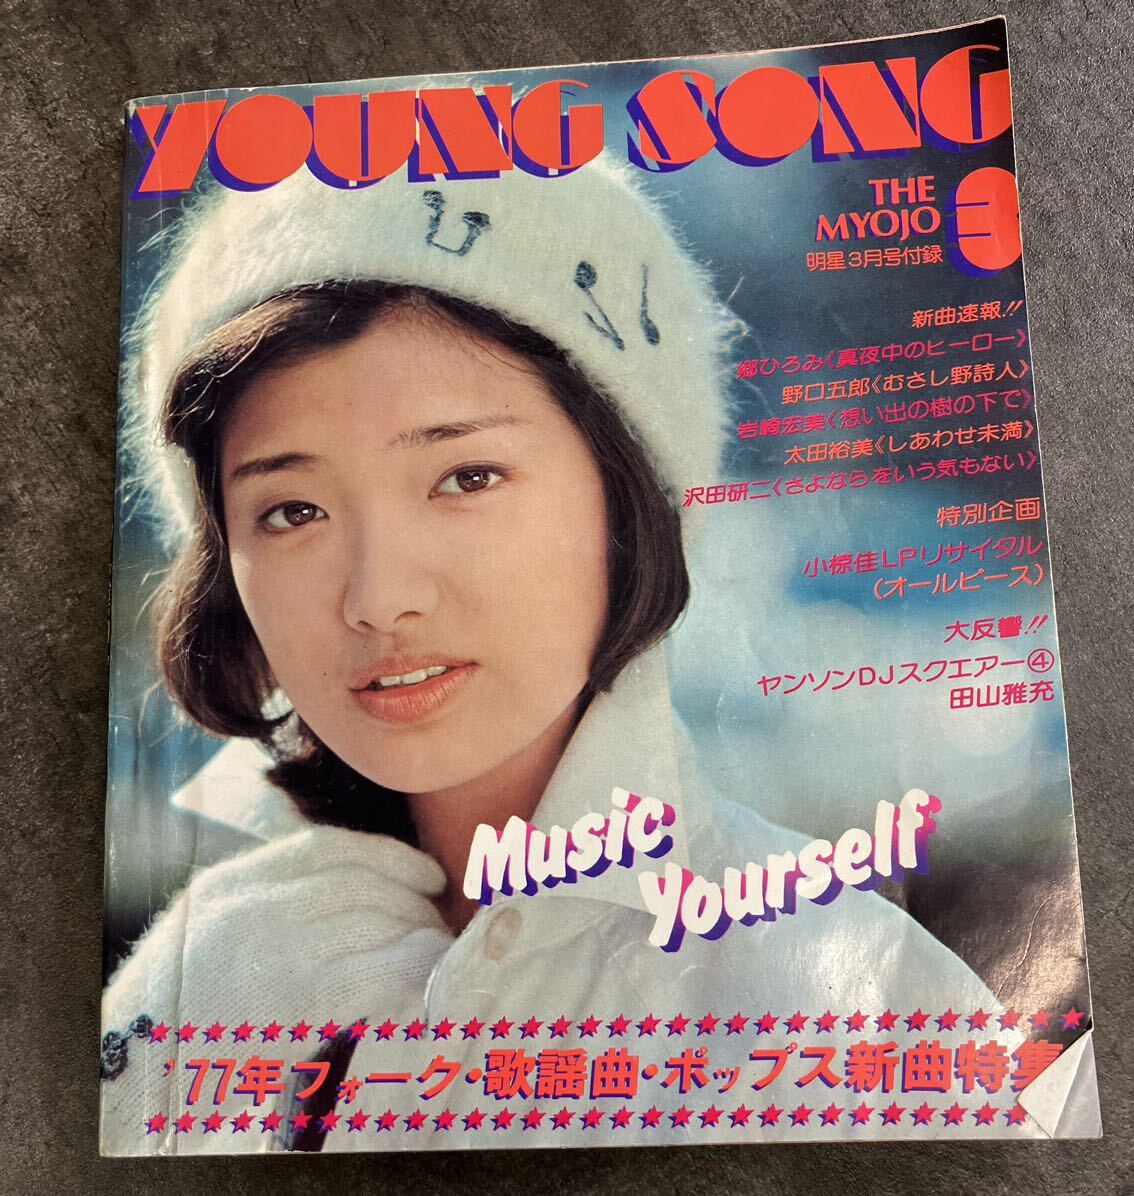 YOUNG SONG
THE
MYOJO
3
明星3月号付録
新曲速報!!
郷ひろみ《真夜中のヒーロー》
野口五郎《むさし野詩人》
岩崎宏美《想い出の樹の下で》
太田裕美《しあわせ未満》
沢田研二《さよならをいう気もない》
特別企画
小椋佳LPリサイタル
(オールピース)
大反響!!
ヤンソンDJスクエアー④
田山雅充
Music
Yourself
'77年フォーク・歌謡曲・ポップス新曲特集